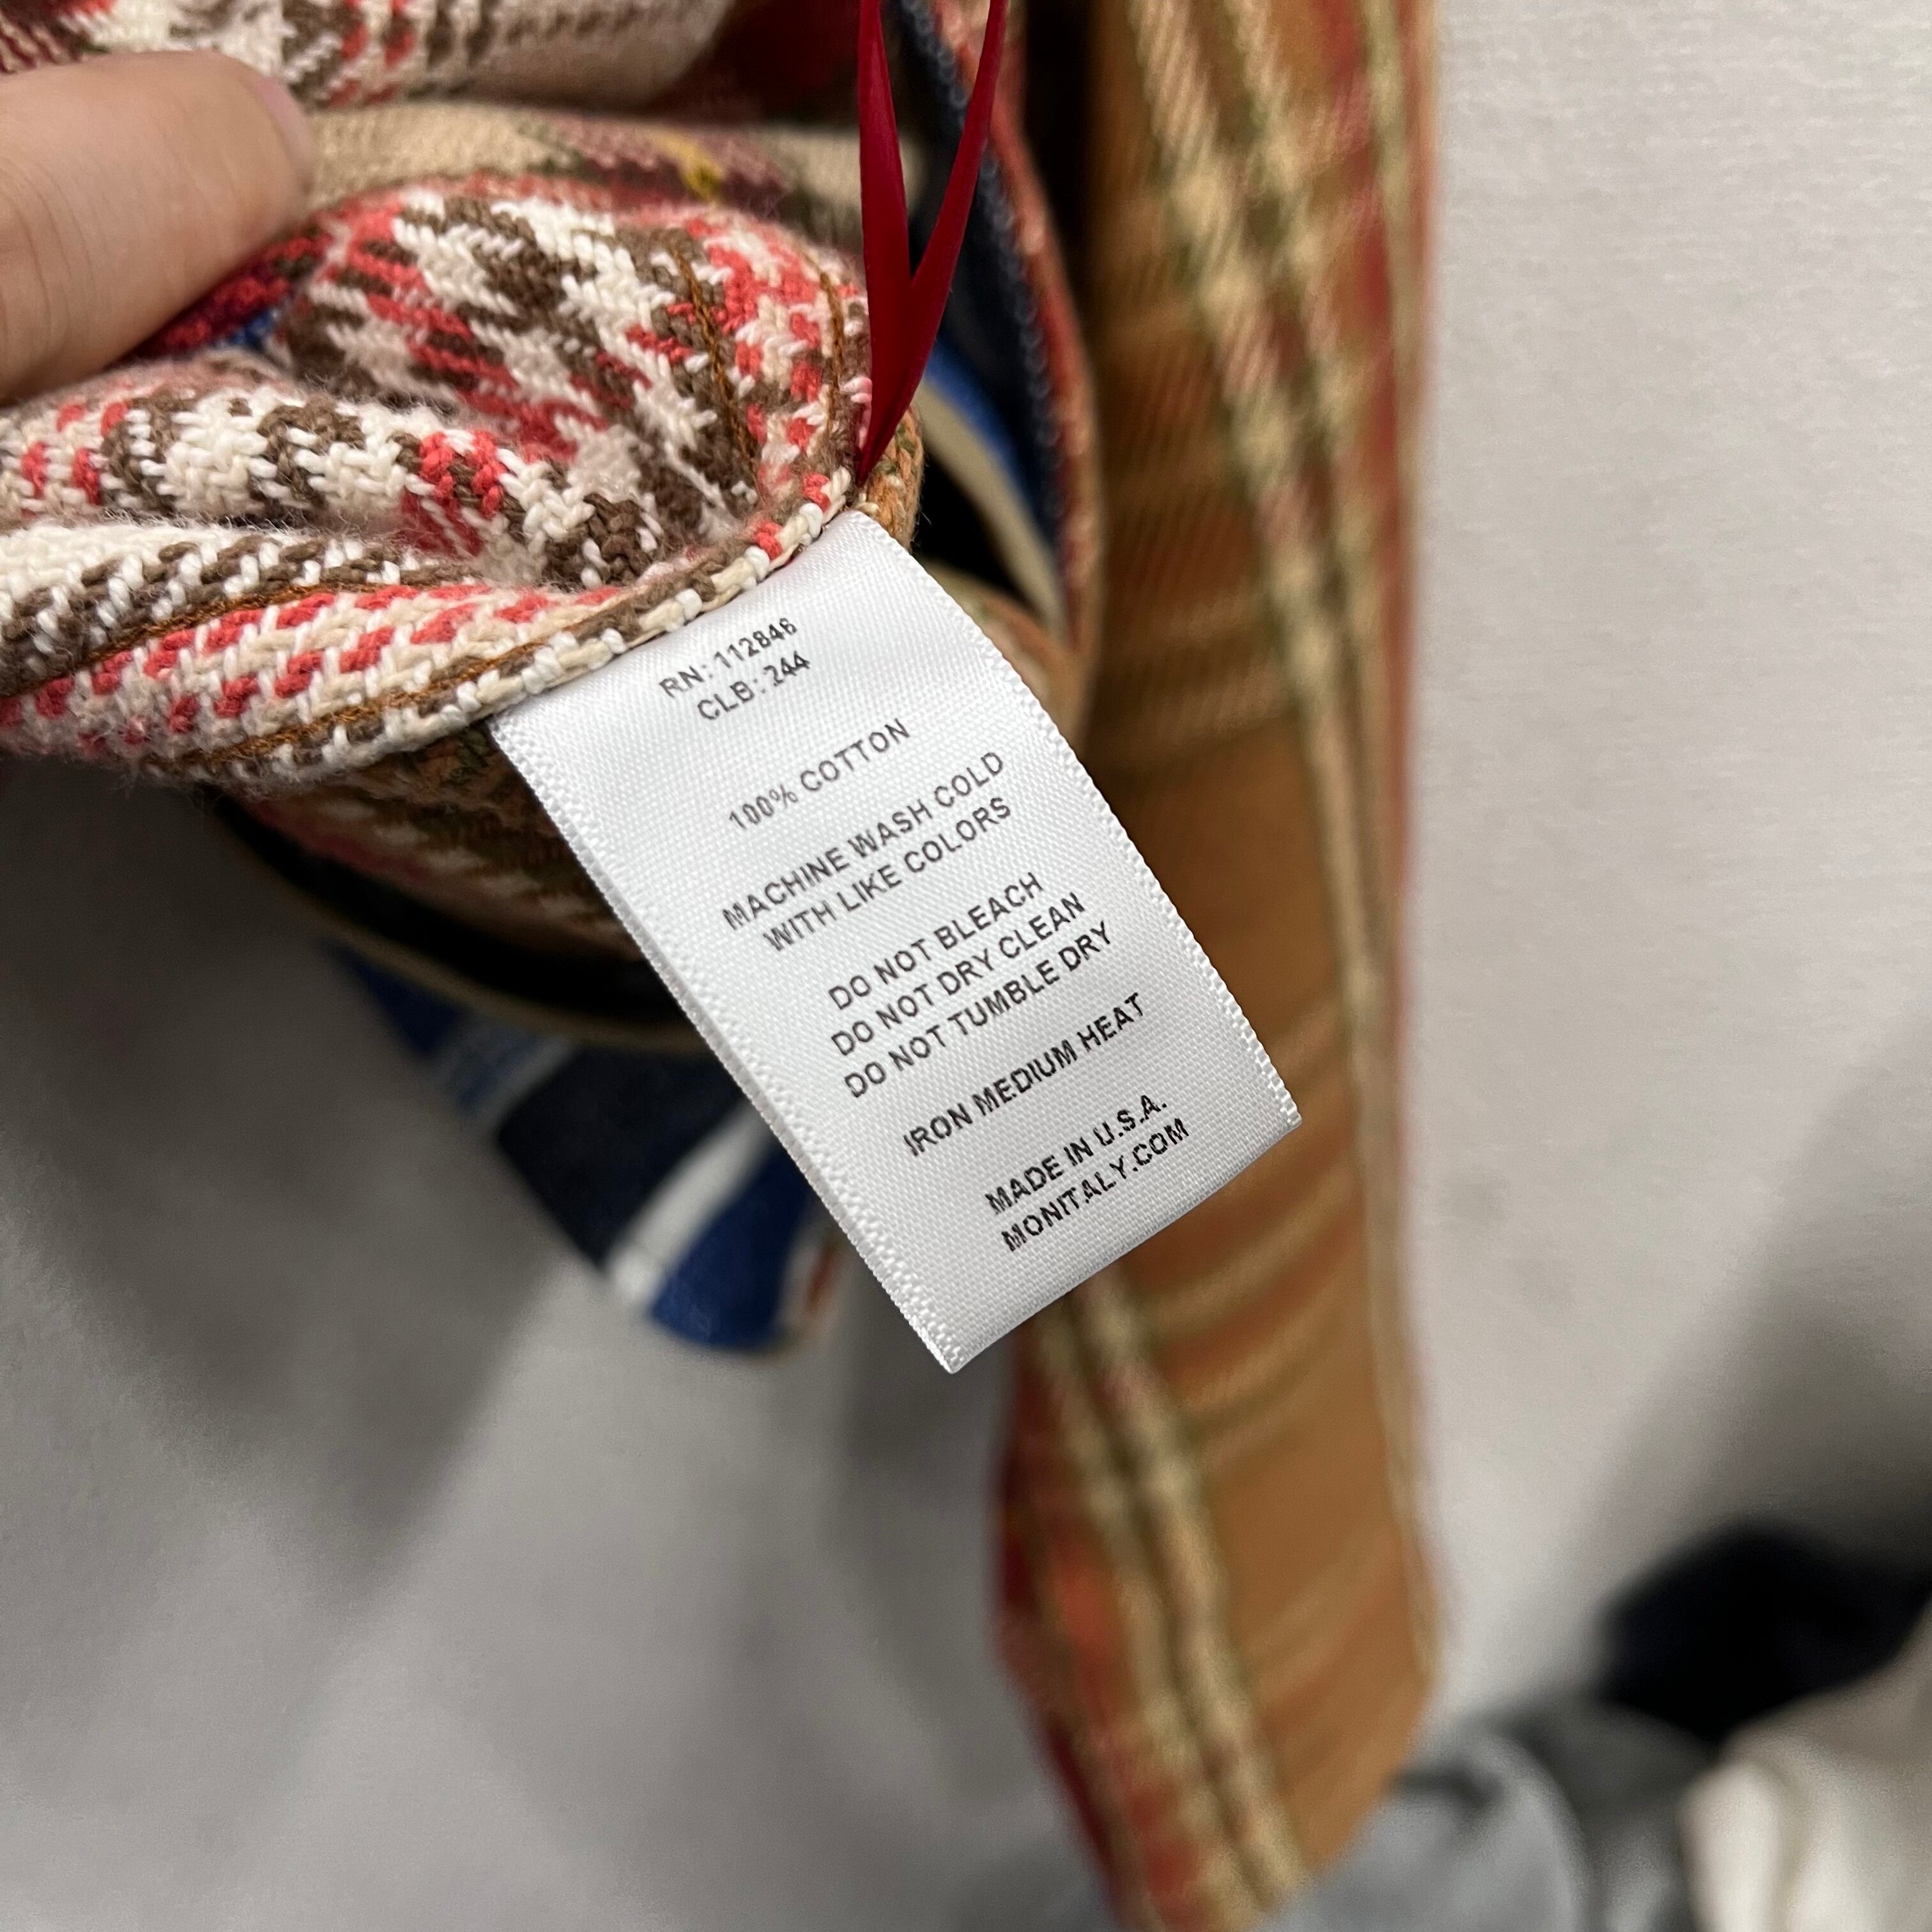 RN: 112846
CLB: 244
100% COTTON
MACHINE WASH COLD
WITH LIKE COLORS
DO NOT BLEACH
DO NOT DRY CLEAN
DO NOT TUMBLE DRY
IRON MEDIUM HEAT
MADE IN U.S.A.
MONITALY.COM